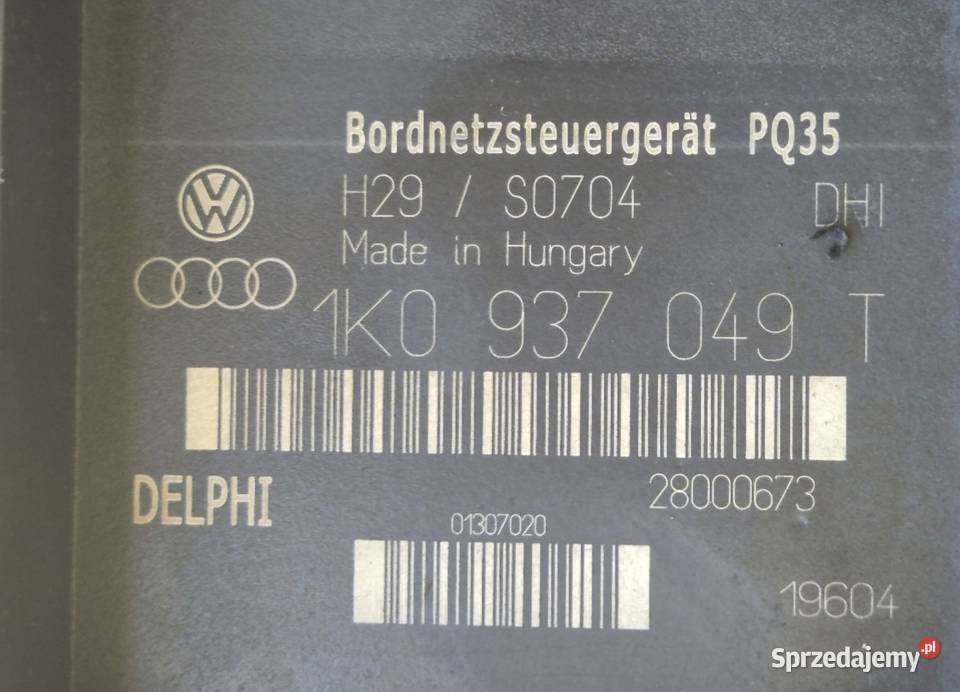 Bordnetzsteuergerät PQ35
H29 / S0704 DHI
Made in Hungary
1K0 937 049 T
DELPHI
28000673
01307020
19604
Sprzedajemy.pl